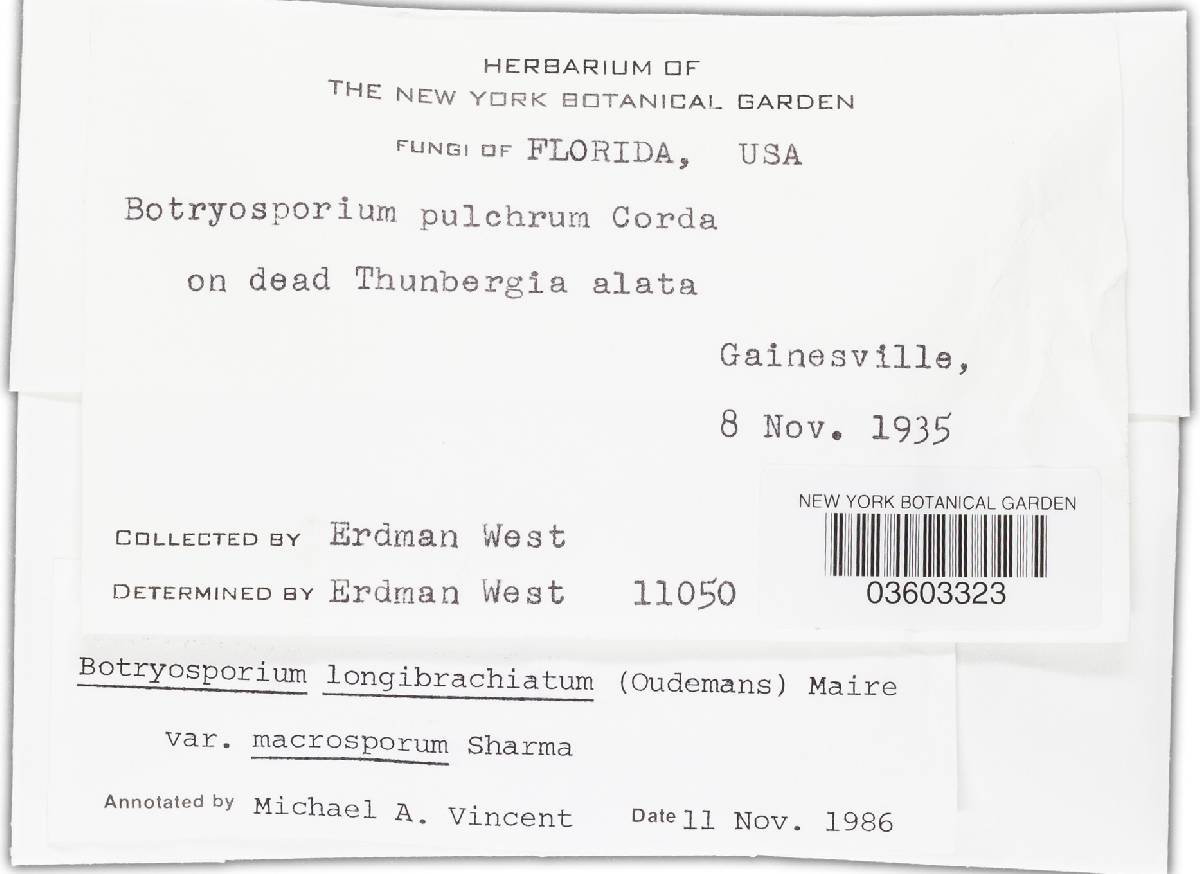 HERBARIUM OF
THE NEW YORK BOTANICAL GARDEN
FUNGI OF FLORIDA, USA
Botryosporium pulchrum Corda
on dead Thunbergia alata
Gainesville,
8 Nov. 1935
NEW YORK BOTANICAL GARDEN
03603323
COLLECTED BY Erdman West
DETERMINED BY Erdman West 11050
Botryosporium longibrachiatum (Oudemans) Maire
var. macrosporum Sharma
Annotated by Michael A. Vincent Date 11 Nov. 1986